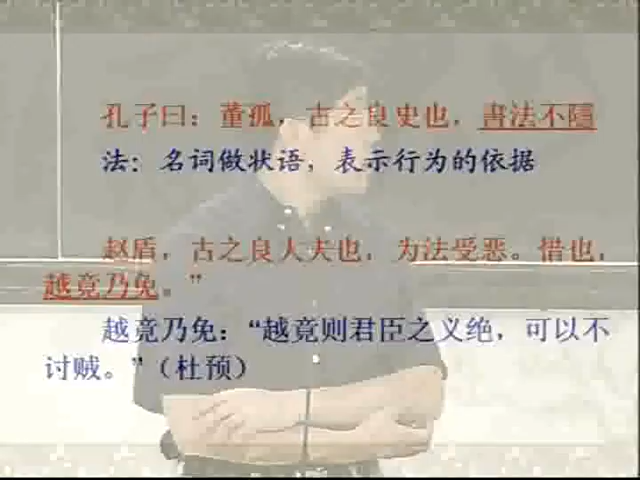 孔子曰：董孤，古之良史也，書法不隱
法：名词做状语，表示行为的依据
赵盾，古之良大夫也，为法受恶。惜也，
越竟乃免。”
越竟乃免：“越竟则君臣之义绝，可以不
讨贼。”（杜预）